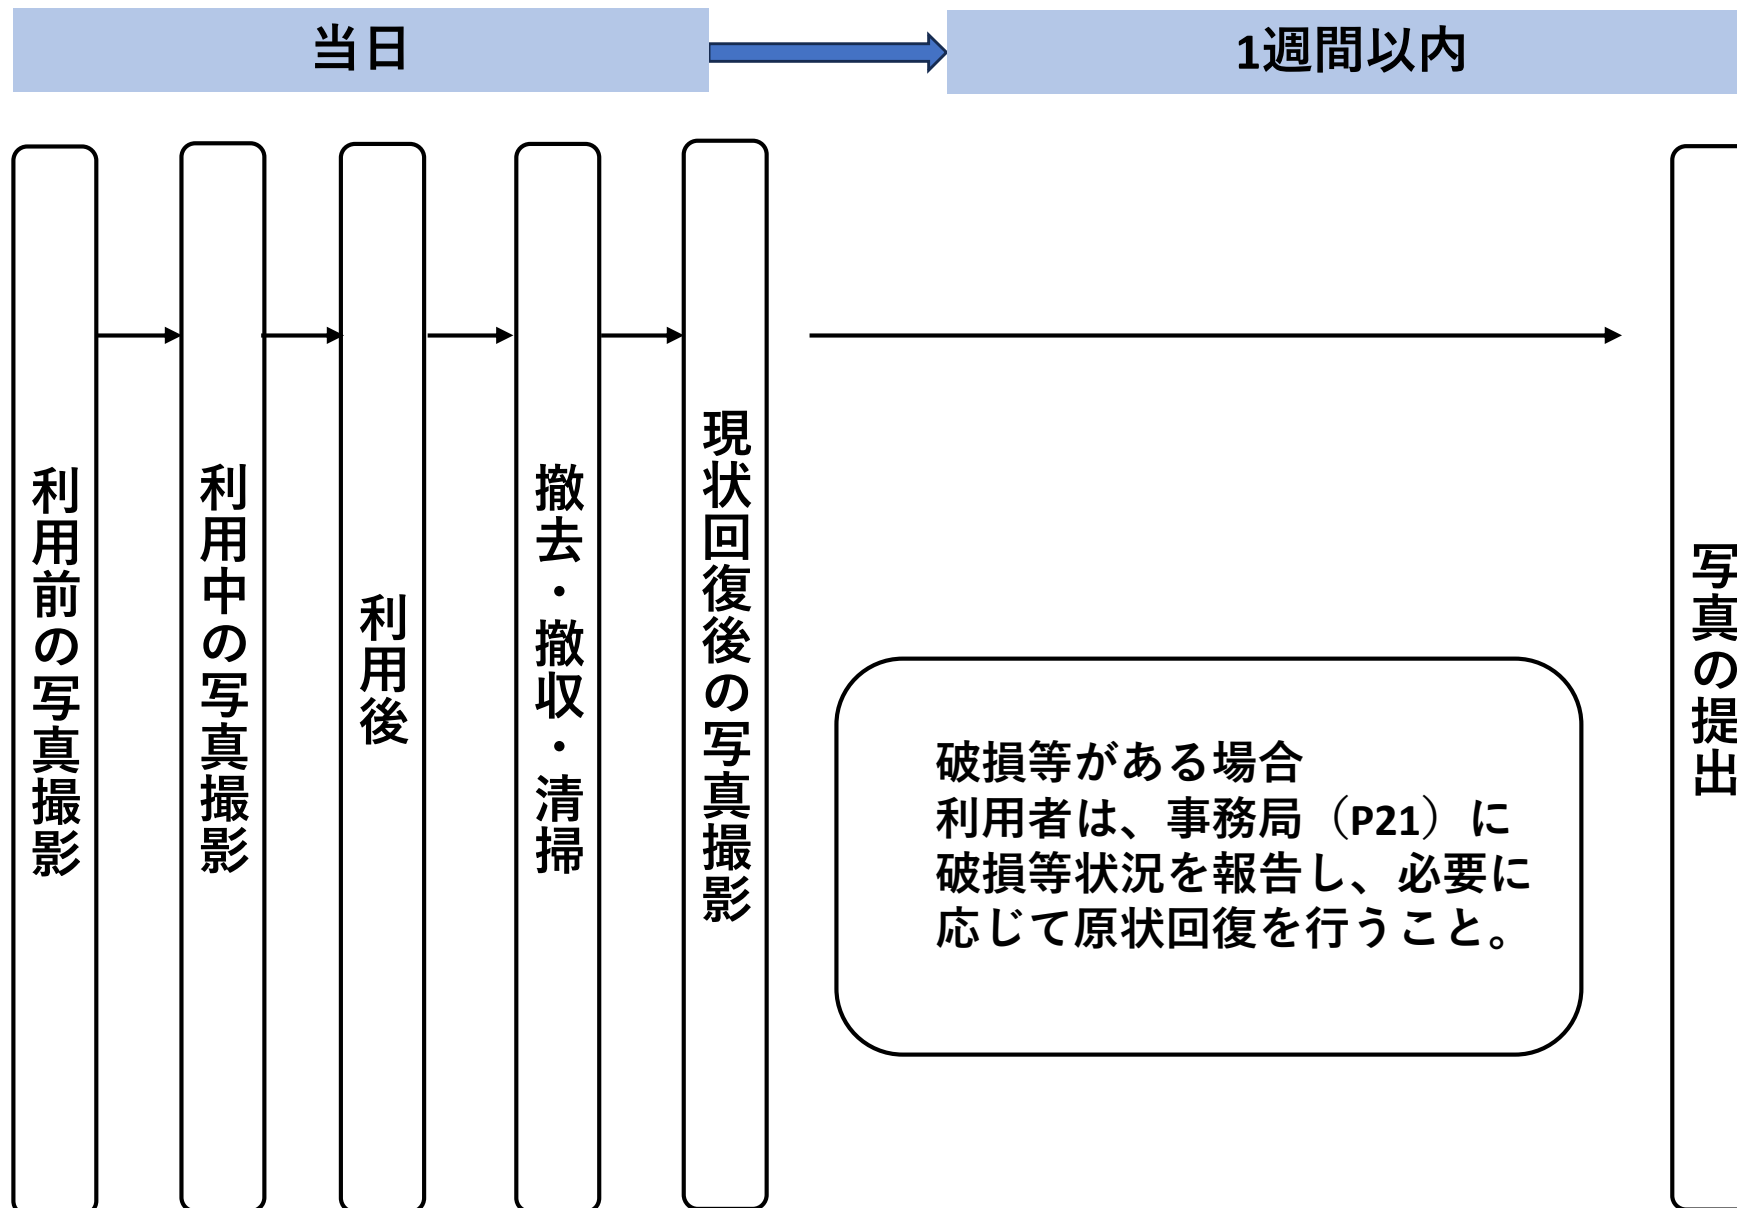 当日
1週間以内
利用前の写真撮影
利用中の写真撮影
利用後
撤去・撤収・清掃
現状回復後の写真撮影
破損等がある場合
利用者は、事務局（P21）に
破損等状況を報告し、必要に
応じて原状回復を行うこと。
写真の提出